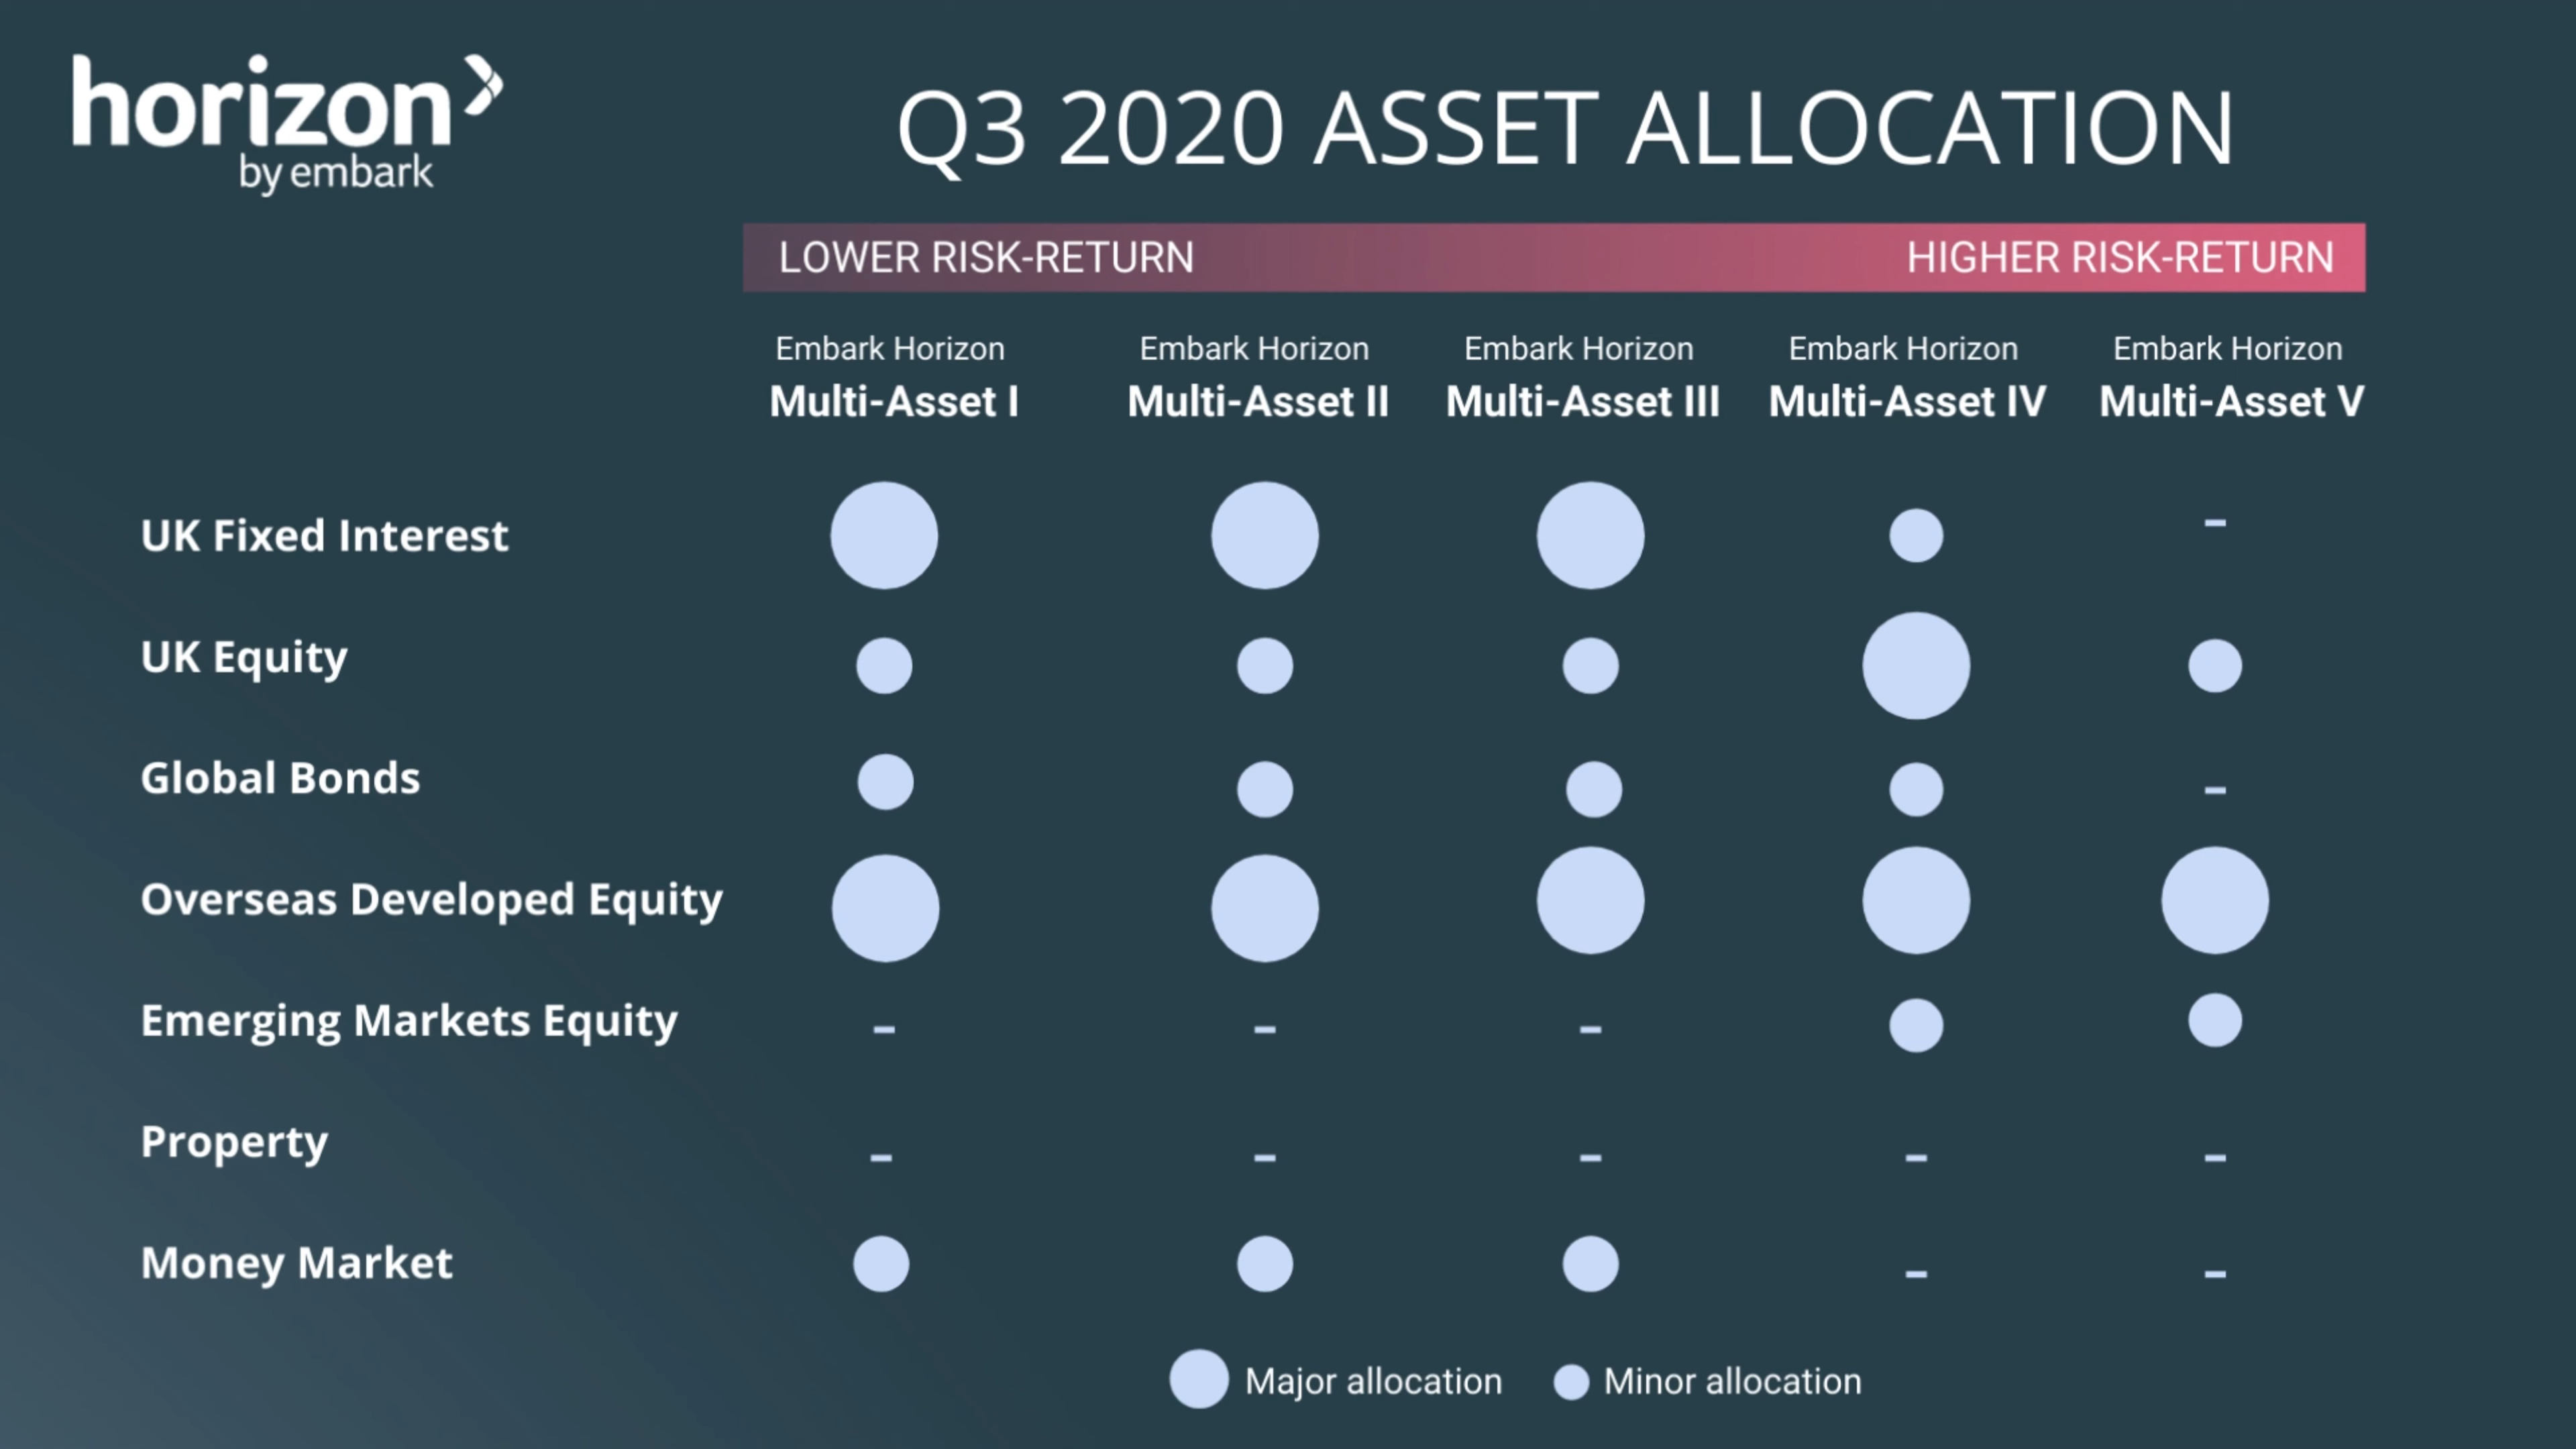 horizon
by embark
Q3 2020 ASSET ALLOCATION
LOWER RISK-RETURN HIGHER RISK-RETURN
Embark Horizon Embark Horizon Embark Horizon Embark Horizon Embark Horizon
Multi-Asset I Multi-Asset II Multi-Asset III Multi-Asset IV Multi-Asset V
UK Fixed Interest -
UK Equity
Global Bonds -
Overseas Developed Equity
Emerging Markets Equity - - -
Property - - - - -
Money Market - -
Major allocation Minor allocation